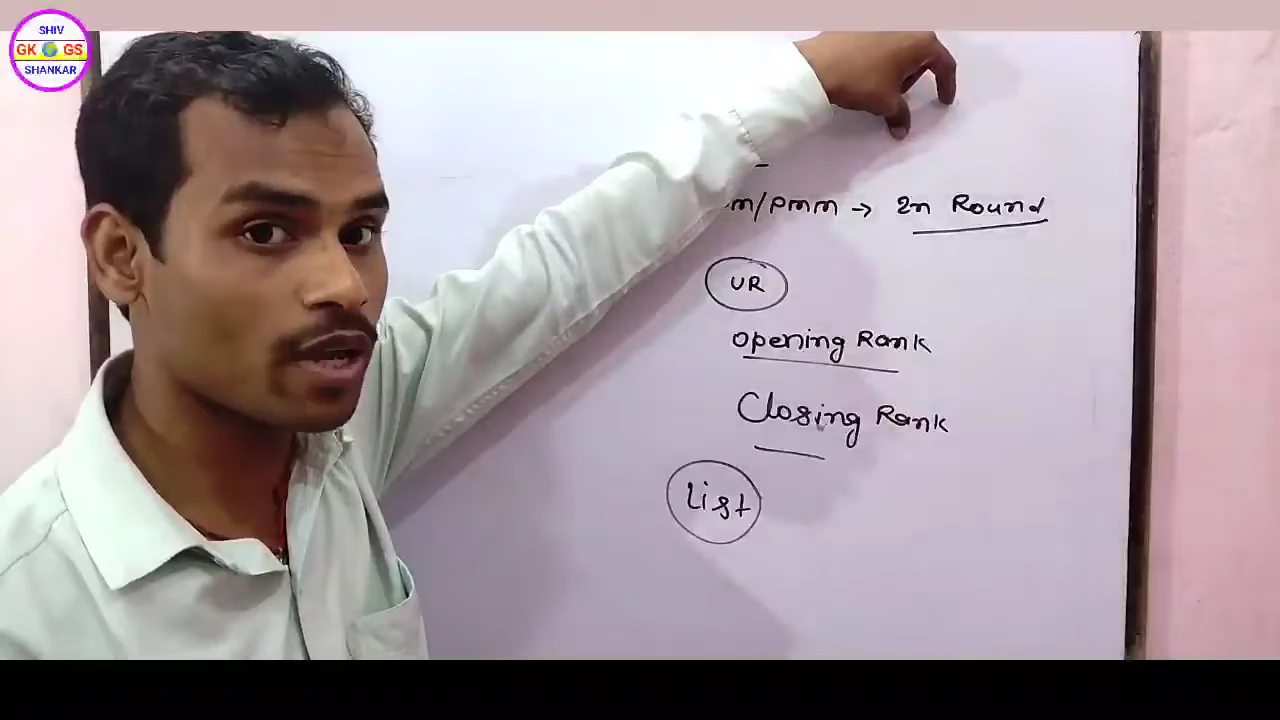 SHIV
GK GS
SHANKAR
m/pmm → 2n Round
UR
opening Rank
Closing Rank
List